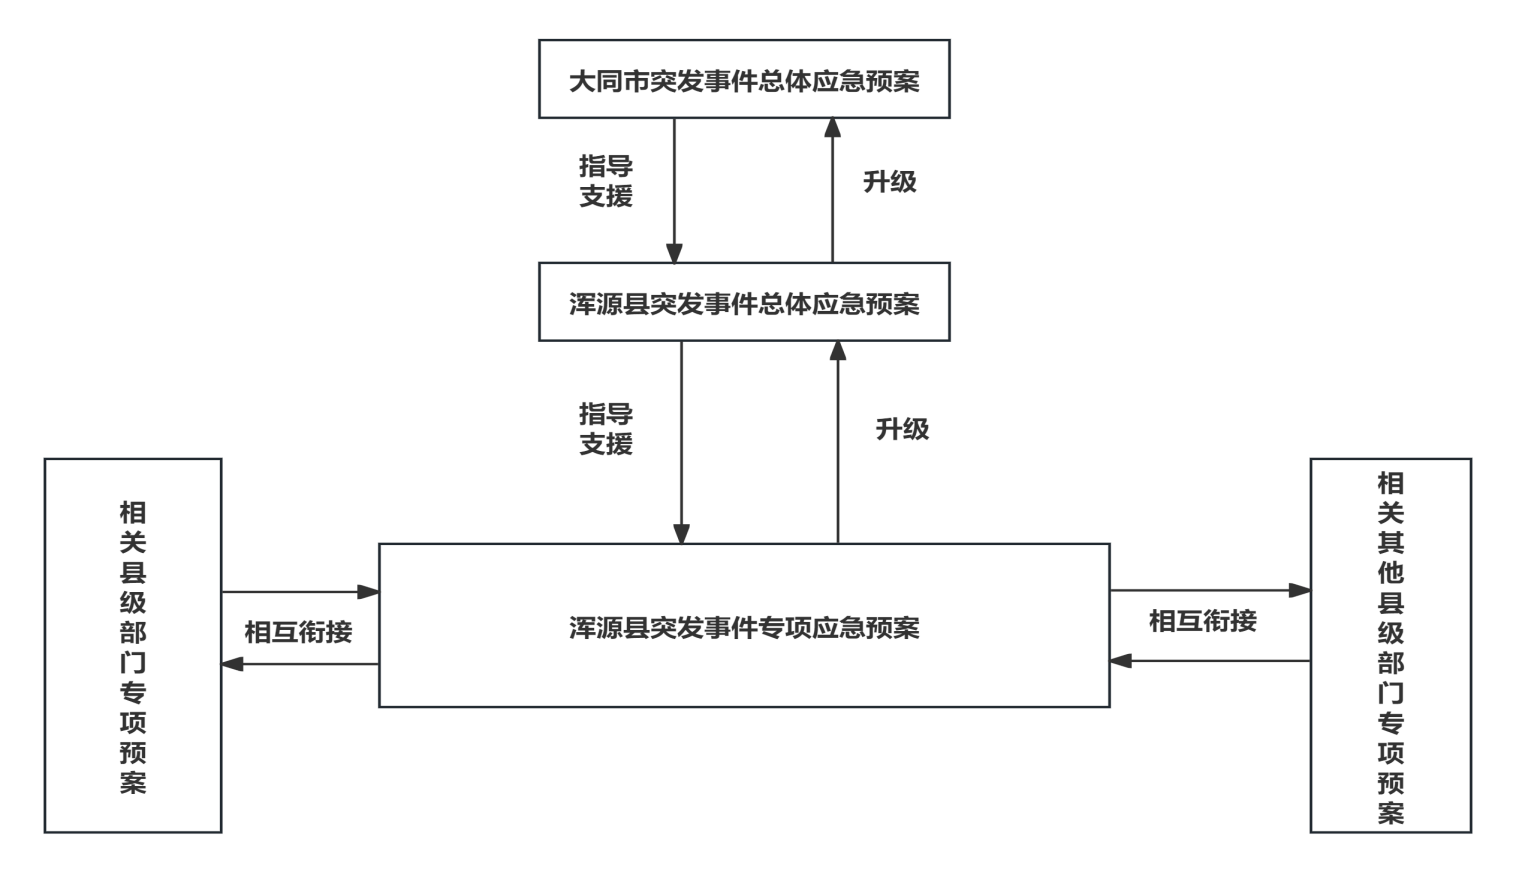 大同市突发事件总体应急预案
指导
支援
升级
浑源县突发事件总体应急预案
指导
支援
升级
相关县级部门专项预案
相互衔接
浑源县突发事件专项应急预案
相互衔接
相关其他县级部门专项预案